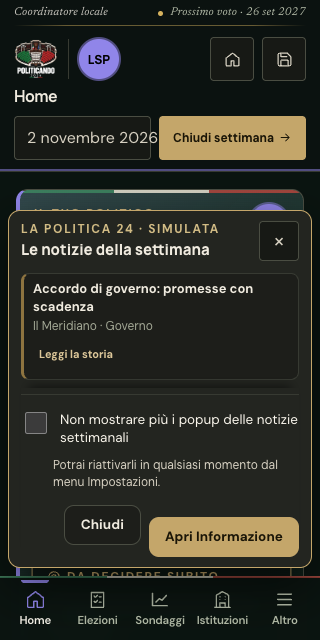 Coordinatore locale
Prossimo voto · 26 set 2027
POLITICANDO
LSP
Home
2 novembre 2026
Chiudi settimana →
LA POLITICA 24 · SIMULATA
Le notizie della settimana
×
Accordo di governo: promesse con
scadenza
Il Meridiano · Governo
Leggi la storia
Non mostrare più i popup delle notizie
settimanali
Potrai riattivarli in qualsiasi momento dal
menu Impostazioni.
Chiudi
Apri Informazione
DA DECIDERE SUBITO
Home
Elezioni
Sondaggi
Istituzioni
Altro